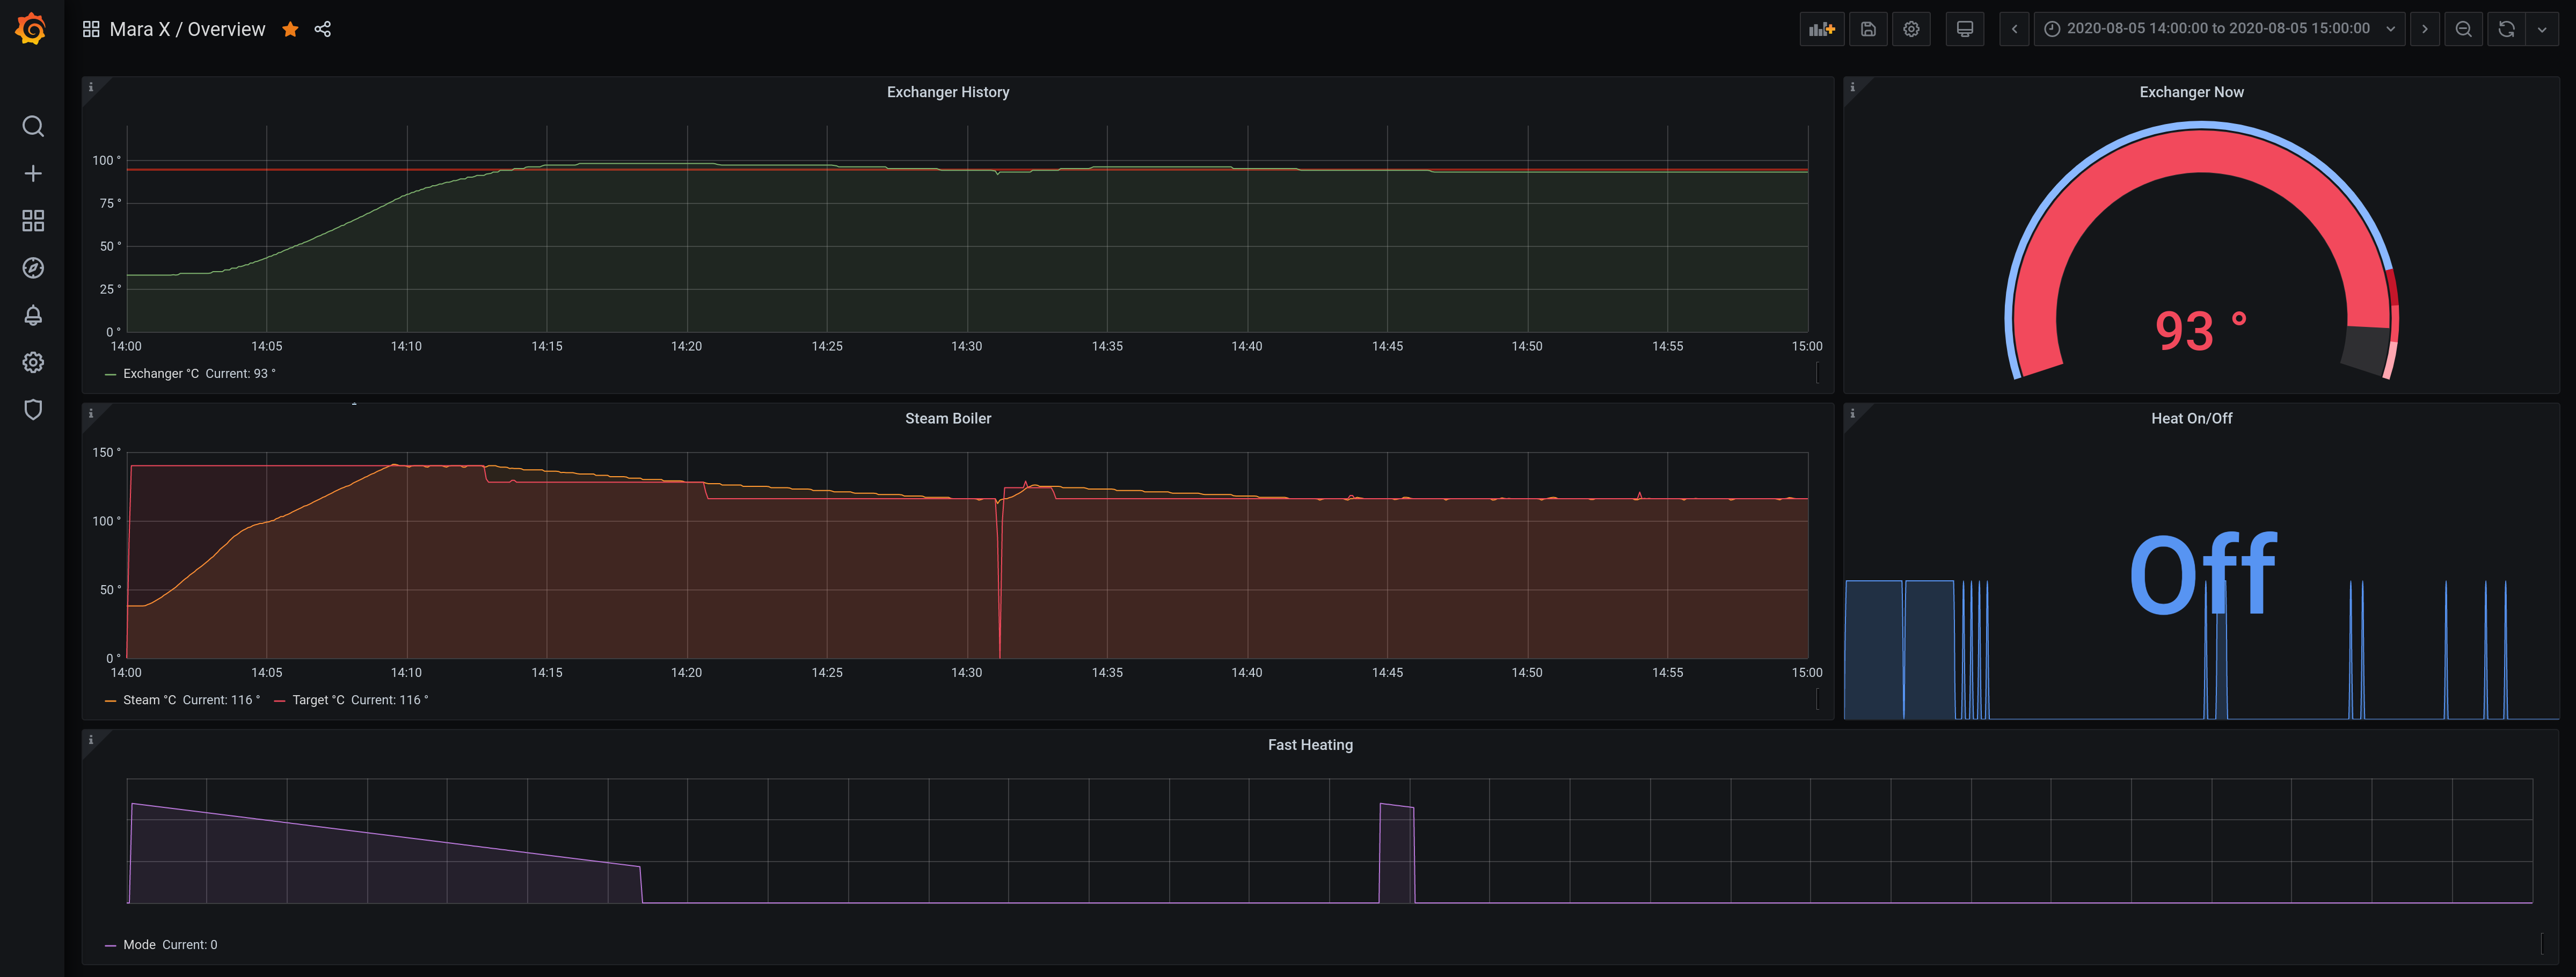 Mara X / Overview
2020-08-05 14:00:00 to 2020-08-05 15:00:00
Exchanger History
100 °
75 °
50 °
25 °
0 °
14:00 14:05 14:10 14:15 14:20 14:25 14:30 14:35 14:40 14:45 14:50 14:55 15:00
Exchanger °C Current: 93 °
Exchanger Now
93 °
Steam Boiler
150 °
100 °
50 °
0 °
14:00 14:05 14:10 14:15 14:20 14:25 14:30 14:35 14:40 14:45 14:50 14:55 15:00
Steam °C Current: 116 ° Target °C Current: 116 °
Heat On/Off
Off
Fast Heating
Mode Current: 0